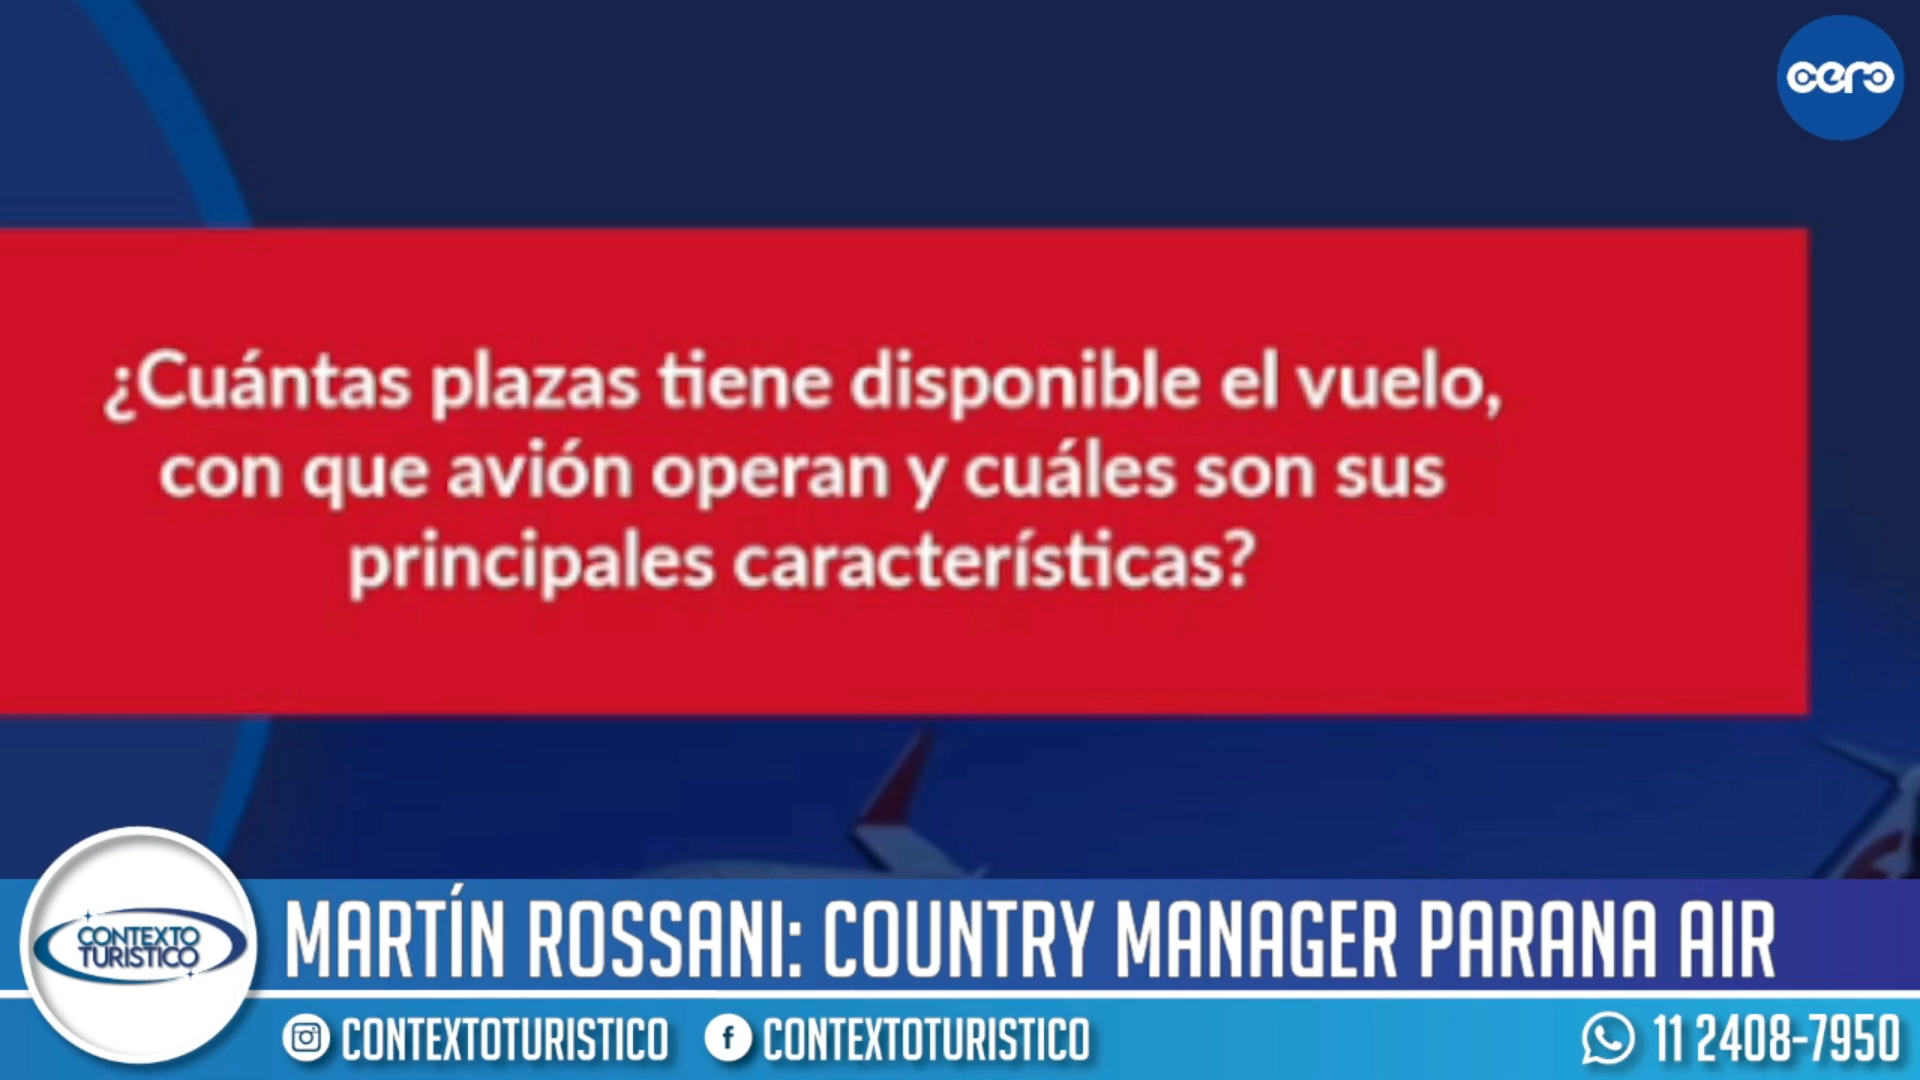 cero
¿Cuántas plazas tiene disponible el vuelo,
con que avión operan y cuáles son sus
principales características?
CONTEXTO
TURISTICO
MARTÍN ROSSANI: COUNTRY MANAGER PARANA AIR
CONTEXTOTURISTICO CONTEXTOTURISTICO 11 2408-7950